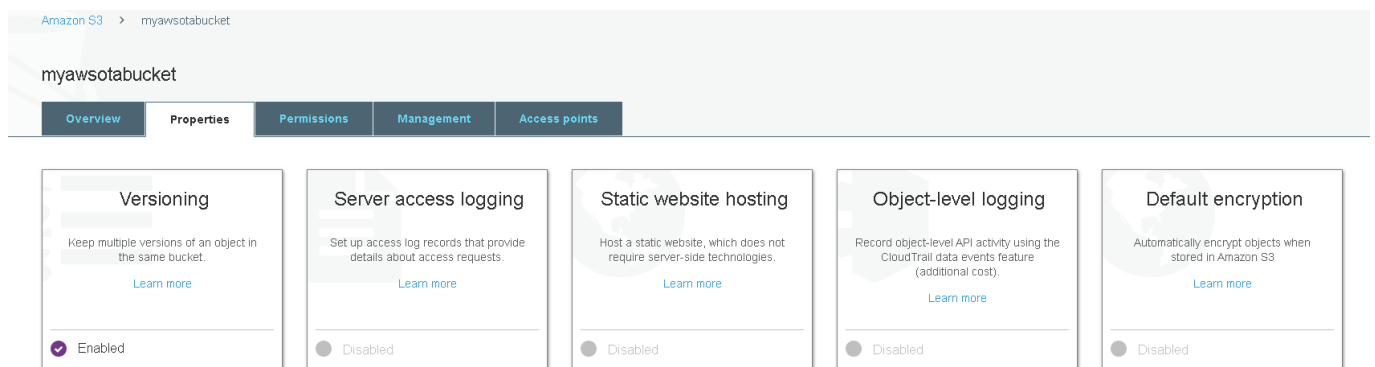 Amazon S3 > myawsotabucket
myawsotabucket
Overview Properties Permissions Management Access points
Versioning
Keep multiple versions of an object in
the same bucket.
Learn more
Enabled
Server access logging
Set up access log records that provide
details about access requests.
Learn more
Disabled
Static website hosting
Host a static website, which does not
require server-side technologies.
Learn more
Disabled
Object-level logging
Record object-level API activity using the
CloudTrail data events feature
(additional cost).
Learn more
Disabled
Default encryption
Automatically encrypt objects when
stored in Amazon S3
Learn more
Disabled